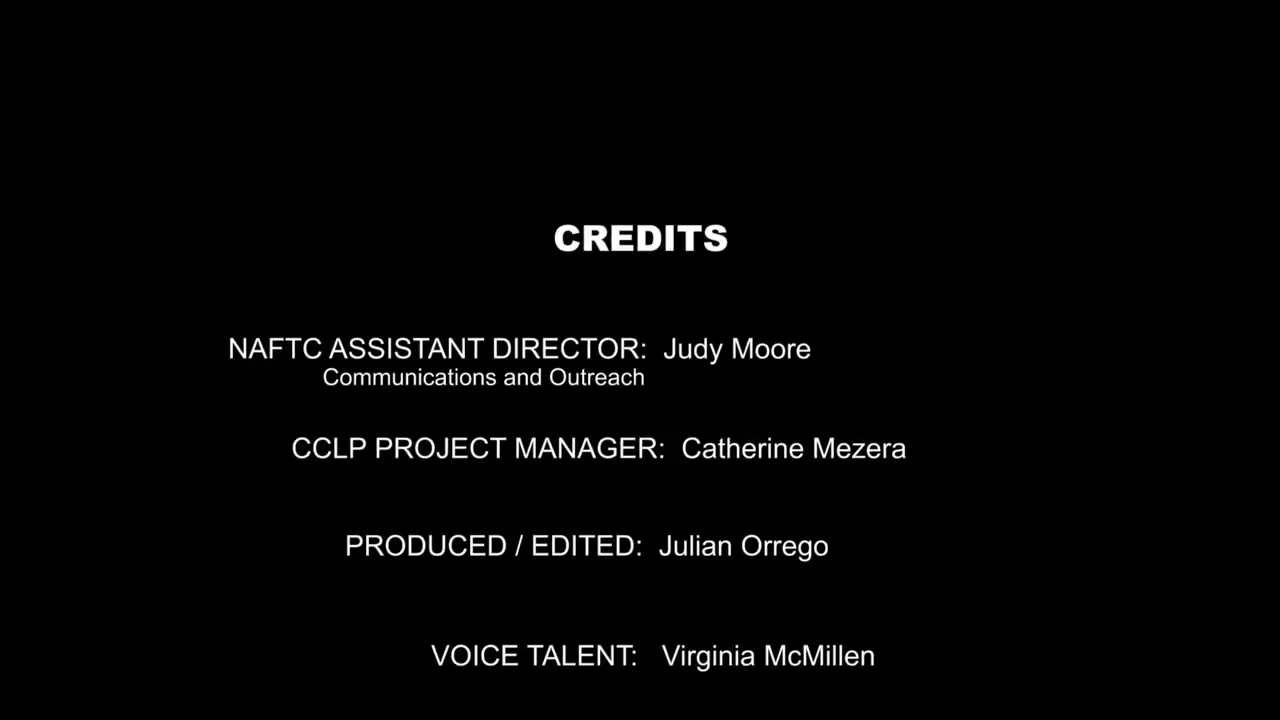 CREDITS
NAFTC ASSISTANT DIRECTOR: Judy Moore
Communications and Outreach
CCLP PROJECT MANAGER: Catherine Mezera
PRODUCED / EDITED: Julian Orrego
VOICE TALENT: Virginia McMillen